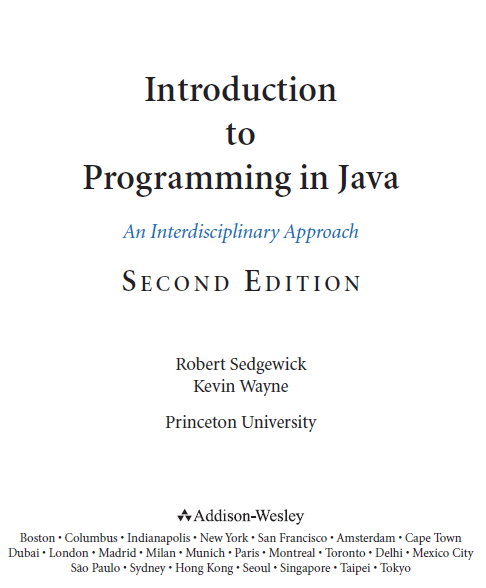 Introduction
to
Programming in Java
An Interdisciplinary Approach
SECOND EDITION
Robert Sedgewick
Kevin Wayne
Princeton University
Addison-Wesley
Boston • Columbus • Indianapolis • New York • San Francisco • Amsterdam • Cape Town
Dubai • London • Madrid • Milan • Munich • Paris • Montreal • Toronto • Delhi • Mexico City
São Paulo • Sydney • Hong Kong • Seoul • Singapore • Taipei • Tokyo